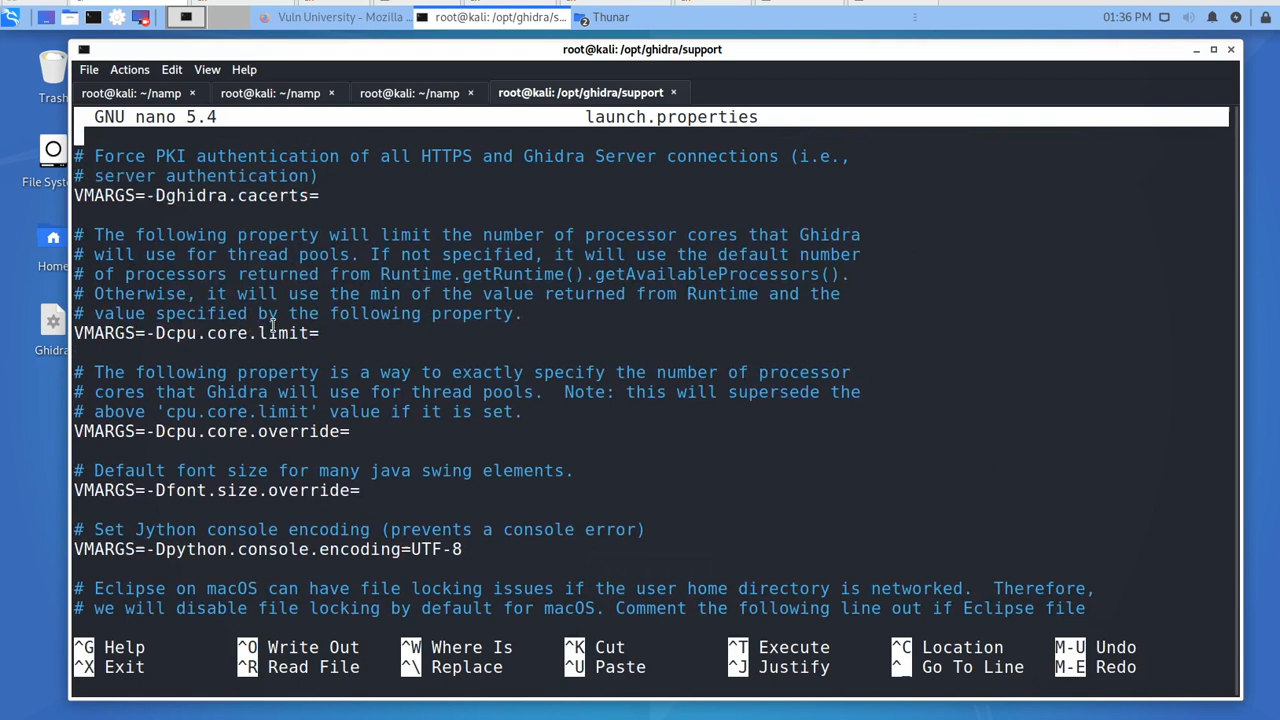 Vuln University - Mozilla ...
root@kali: /opt/ghidra/s...
2
Thunar
01:36 PM
root@kali: /opt/ghidra/support
File Actions Edit View Help
root@kali: ~/namp ×
root@kali: ~/namp ×
root@kali: ~/namp ×
root@kali: /opt/ghidra/support ×
GNU nano 5.4
launch.properties
# Force PKI authentication of all HTTPS and Ghidra Server connections (i.e.,
# server authentication)
VMARGS=-Dghidra.cacerts=
# The following property will limit the number of processor cores that Ghidra
# will use for thread pools. If not specified, it will use the default number
# of processors returned from Runtime.getRuntime().getAvailableProcessors().
# Otherwise, it will use the min of the value returned from Runtime and the
# value specified by the following property.
VMARGS=-Dcpu.core.limit=
# The following property is a way to exactly specify the number of processor
# cores that Ghidra will use for thread pools.  Note: this will supersede the
# above 'cpu.core.limit' value if it is set.
VMARGS=-Dcpu.core.override=
# Default font size for many java swing elements.
VMARGS=-Dfont.size.override=
# Set Jython console encoding (prevents a console error)
VMARGS=-Dpython.console.encoding=UTF-8
# Eclipse on macOS can have file locking issues if the user home directory is networked.  Therefore,
# we will disable file locking by default for macOS. Comment the following line out if Eclipse file
^G Help ^O Write Out ^W Where Is ^K Cut ^T Execute ^C Location M-U Undo
^X Exit ^R Read File ^\ Replace ^U Paste ^J Justify ^_ Go To Line M-E Redo
Trash
File Syst
Home
Ghidra